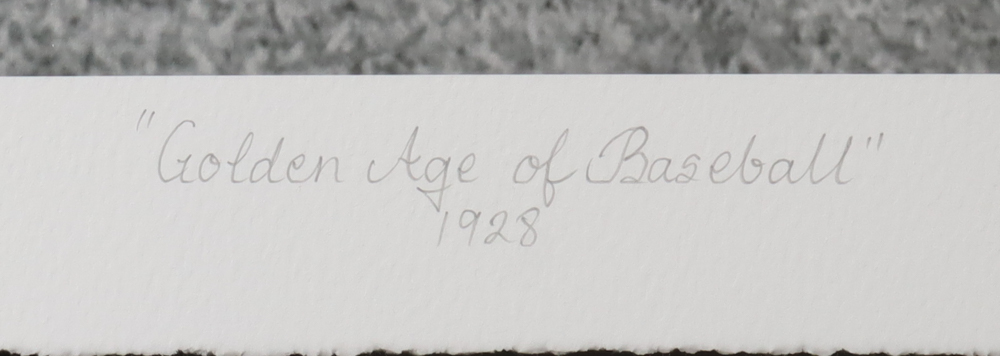 "Golden Age of Baseball"
1928